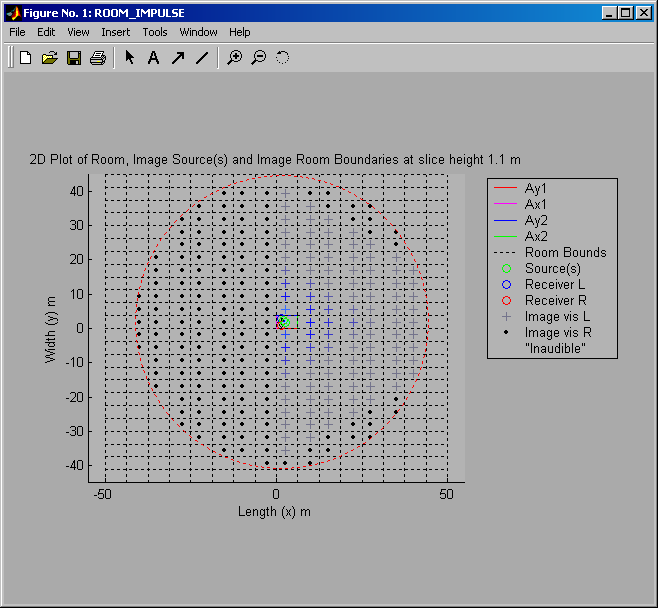 Figure No. 1: ROOM_IMPULSE
File Edit View Insert Tools Window Help
A
2D Plot of Room, Image Source(s) and Image Room Boundaries at slice height 1.1 m
40
30
20
10
0
-10
-20
-30
-40
Width (y) m
-50 0 50
Length (x) m
Ay1
Ax1
Ay2
Ax2
Room Bounds
Source(s)
Receiver L
Receiver R
Image vis L
Image vis R
"Inaudible"